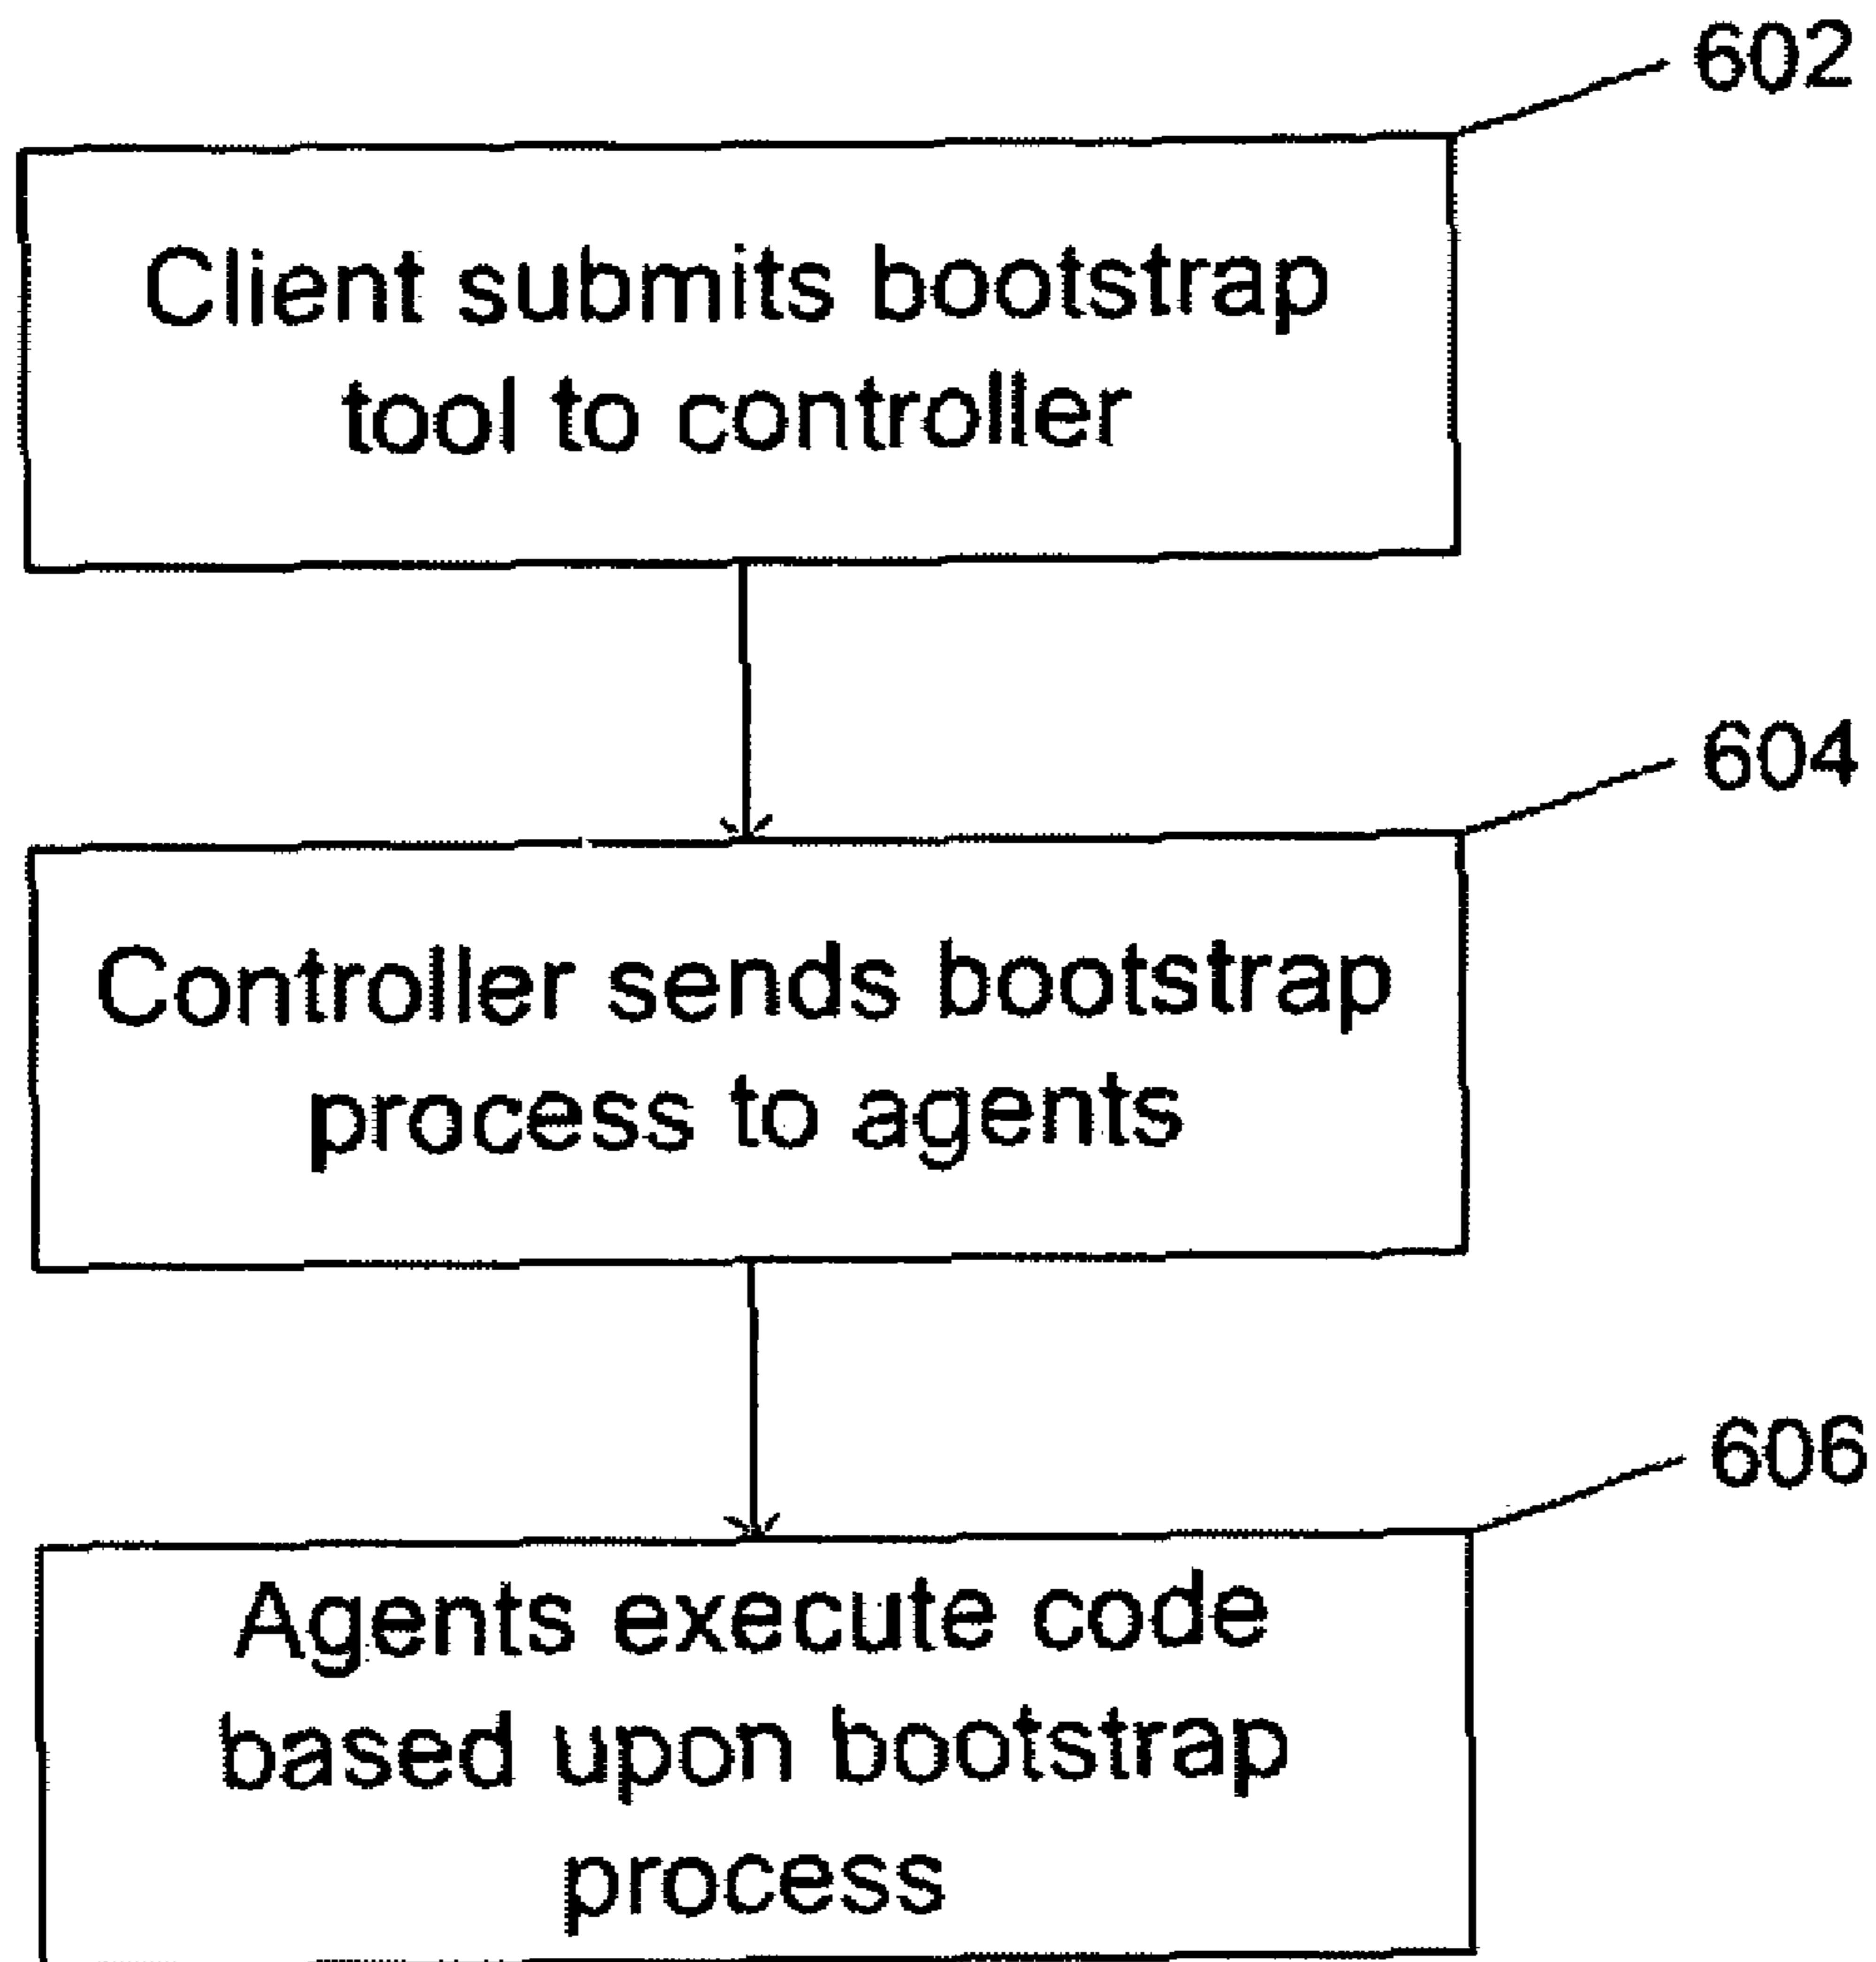 602
Client submits bootstrap
tool to controller
604
Controller sends bootstrap
process to agents
606
Agents execute code
based upon bootstrap
process